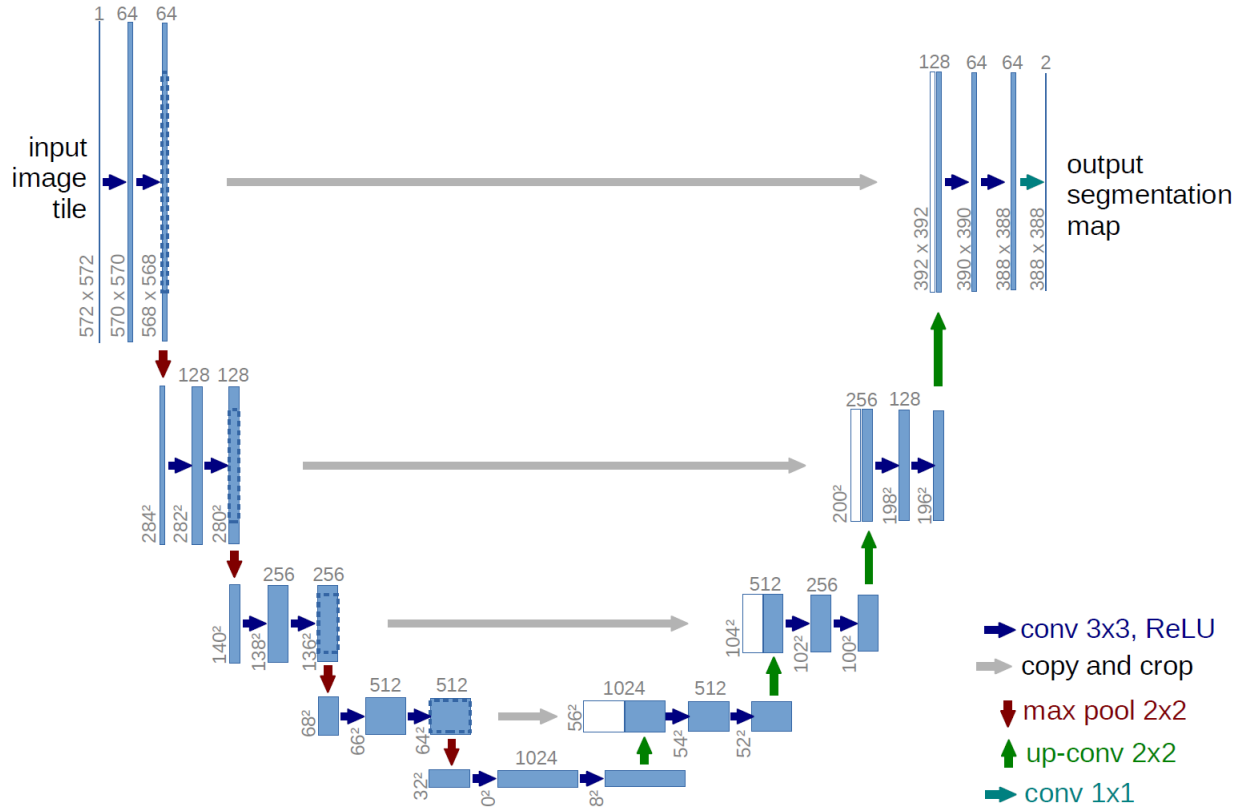 1 64 64
128 64 64 2
input
image
tile
output
segmentation
map
572 x 572
570 x 570
568 x 568
392 x 392
390 x 390
388 x 388
388 x 388
128 128
256 128
284²
282²
280²
200²
198²
196²
256 256
512 256
140²
138²
136²
104²
102²
100²
512 512
1024 512
68²
66²
64²
56²
54²
52²
1024
32²
0²
8²
conv 3x3, ReLU
copy and crop
max pool 2x2
up-conv 2x2
conv 1x1